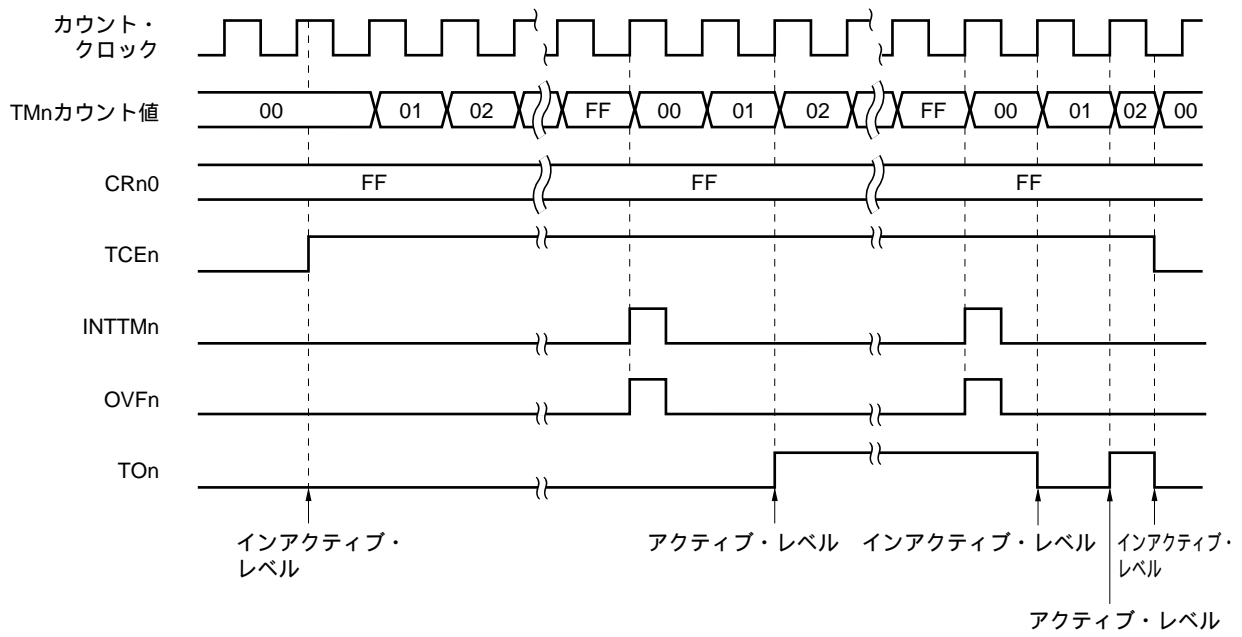 カウント・
クロック
TMnカウント値 00 01 02 FF 00 01 02 FF 00 01 02 00
CRn0 FF FF FF
TCEn
INTTMn
OVFn
TOn
インアクティブ・
レベル
アクティブ・レベル
インアクティブ・レベル
インアクティブ・
レベル
アクティブ・レベル